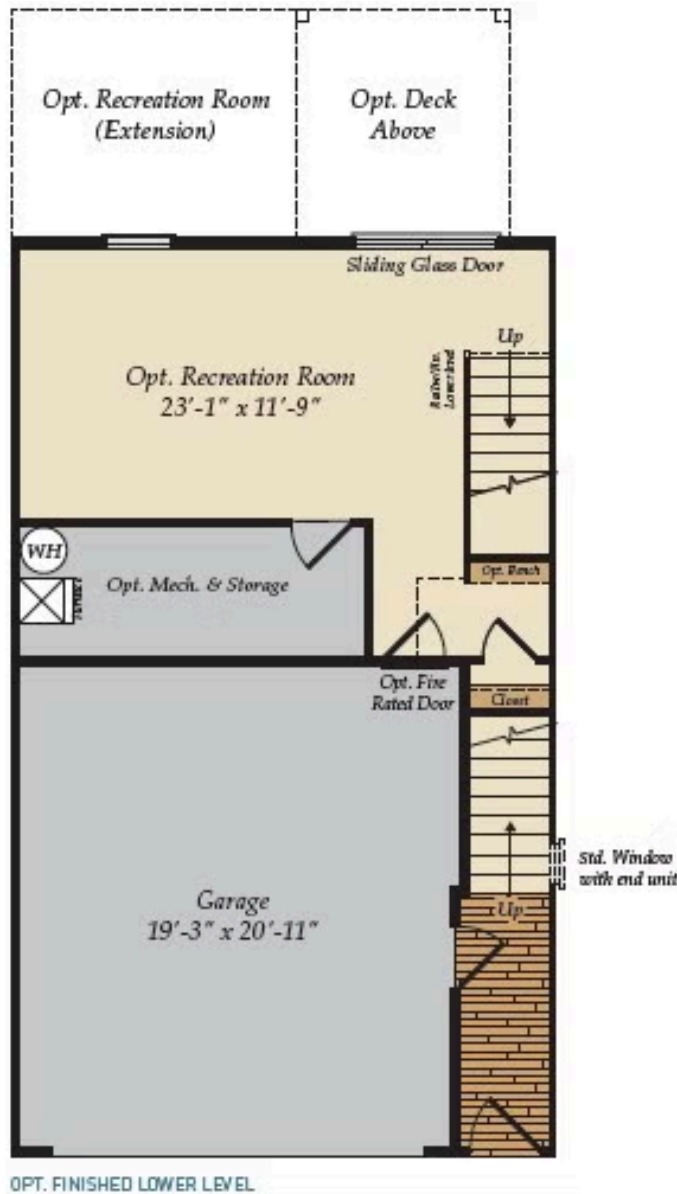 Opt. Recreation Room
(Extension)
Opt. Deck
Above
Sliding Glass Door
Up
Opt. Recreation Room
23'-1" x 11'-9"
WH
Opt. Mech. & Storage
Opt. Bench
Opt. Fire
Rated Door
Closet
Std. Window
with end unit
Up
Garage
19'-3" x 20'-11"
OPT. FINISHED LOWER LEVEL